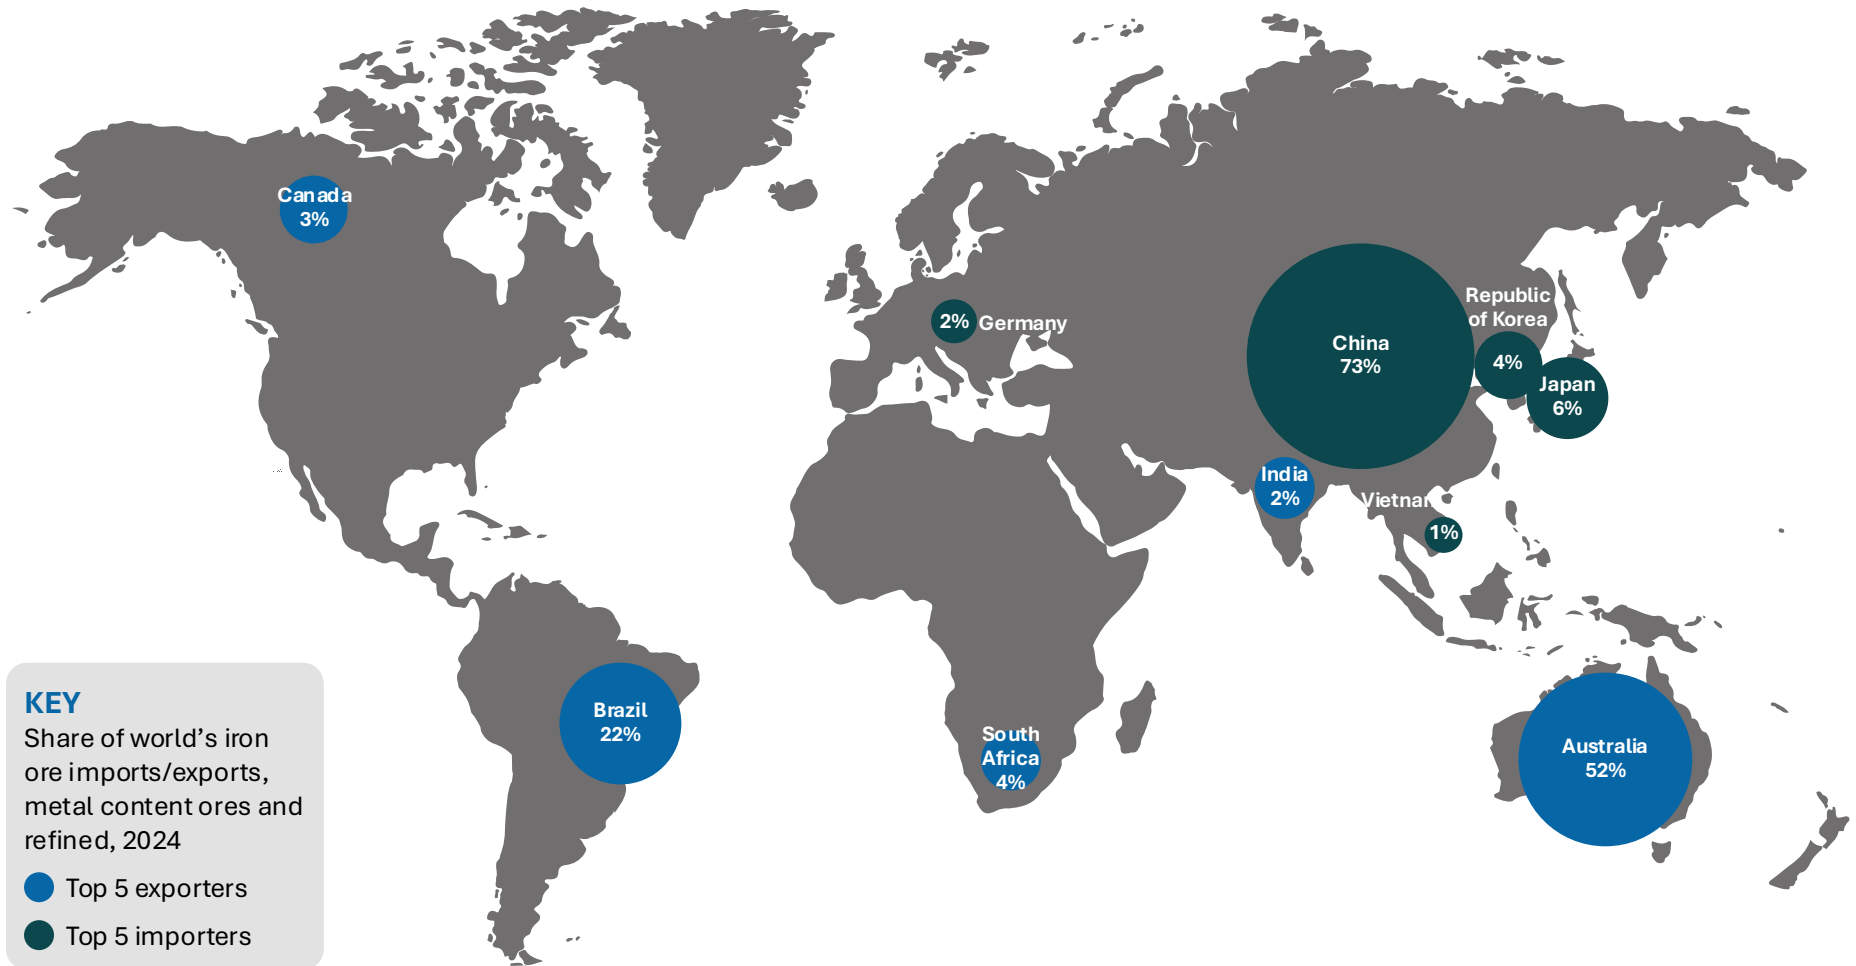 Canada
3%
2% Germany
China
73%
Republic
of Korea
4%
Japan
6%
India
2%
Vietnam
1%
Brazil
22%
South
Africa
4%
Australia
52%
KEY
Share of world’s iron
ore imports/exports,
metal content ores and
refined, 2024
Top 5 exporters
Top 5 importers